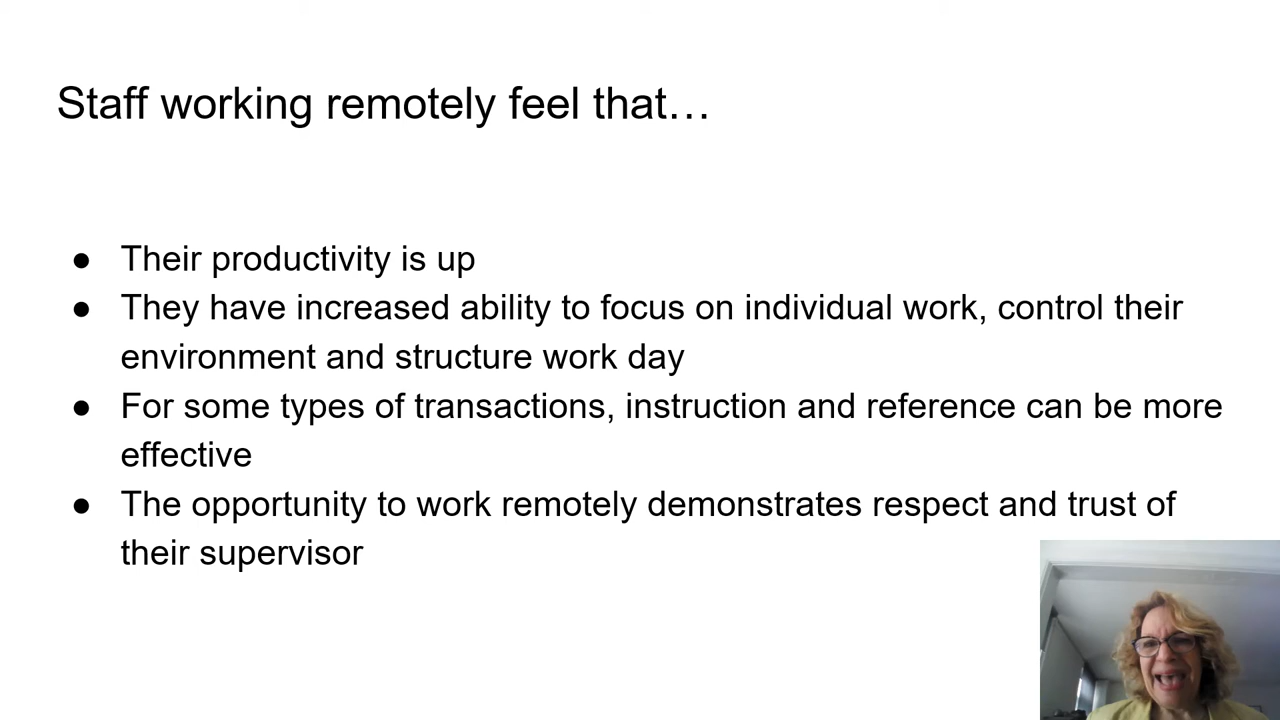 Staff working remotely feel that…
● Their productivity is up
● They have increased ability to focus on individual work, control their
environment and structure work day
● For some types of transactions, instruction and reference can be more
effective
● The opportunity to work remotely demonstrates respect and trust of
their supervisor